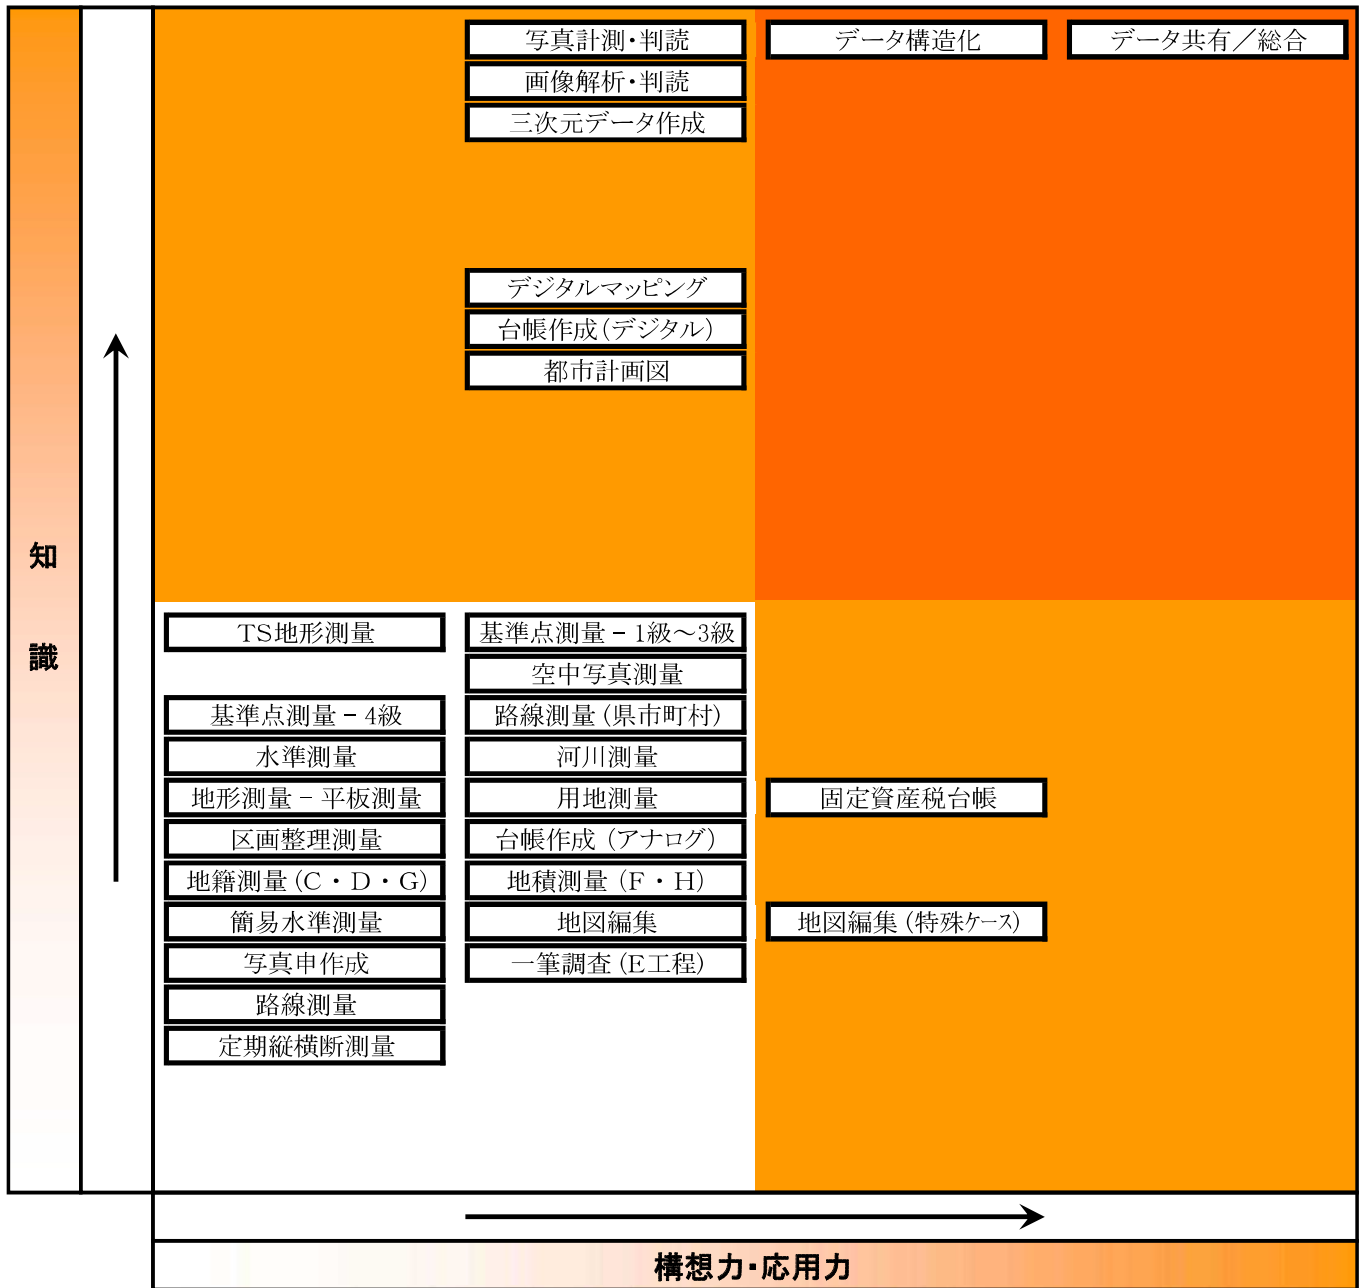 写真計測・判読
データ構造化
データ共有／総合
画像解析・判読
三次元データ作成
デジタルマッピング
台帳作成（デジタル）
都市計画図
知
識
TS地形測量
基準点測量－1級～3級
空中写真測量
基準点測量－4級
路線測量（県市町村）
水準測量
河川測量
地形測量－平板測量
用地測量
固定資産税台帳
区画整理測量
台帳作成（アナログ）
地籍測量（C・D・G）
地積測量（F・H）
簡易水準測量
地図編集
地図編集（特殊ケース）
写真申作成
一筆調査（E工程）
路線測量
定期縦横断測量
構想力・応用力